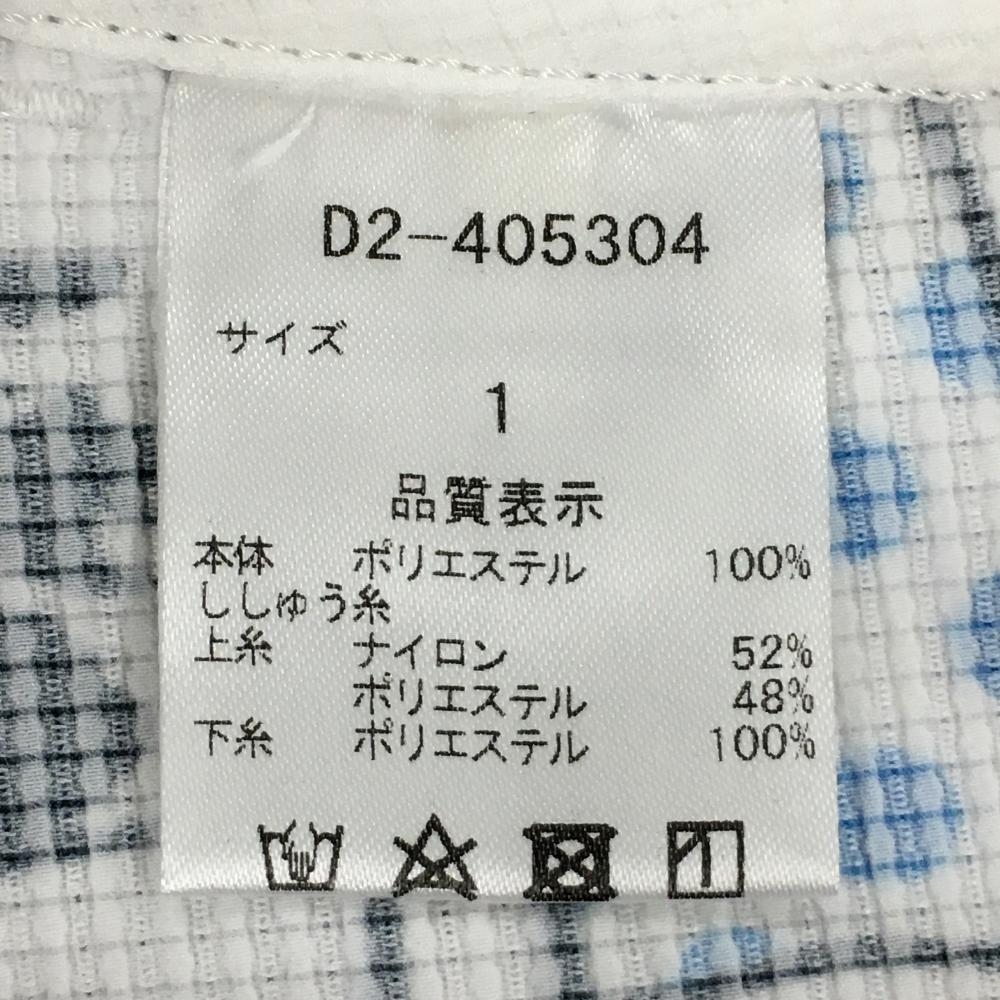 D2-405304
サイズ
1
品質表示
本体 ポリエステル 100%
ししゅう糸
上糸 ナイロン 52%
ポリエステル 48%
下糸 ポリエステル 100%